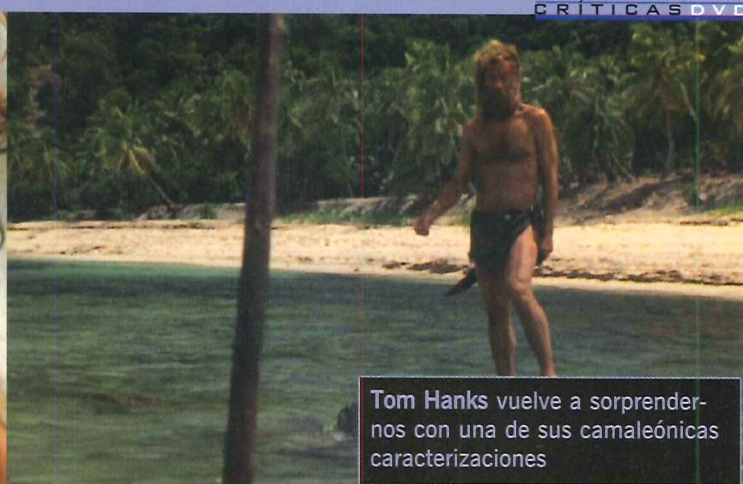 CRÍTICAS DVD
Tom Hanks vuelve a sorprender-
nos con una de sus camaleónicas
caracterizaciones